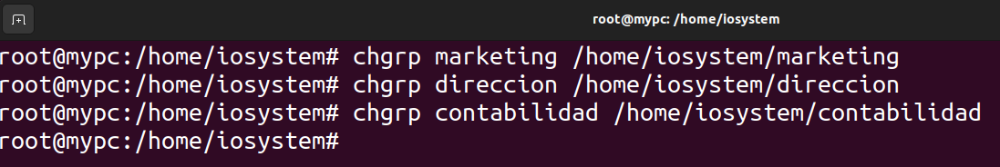 root@mypc: /home/iosystem
root@mypc:/home/iosystem# chgrp marketing /home/iosystem/marketing
root@mypc:/home/iosystem# chgrp direccion /home/iosystem/direccion
root@mypc:/home/iosystem# chgrp contabilidad /home/iosystem/contabilidad
root@mypc:/home/iosystem#